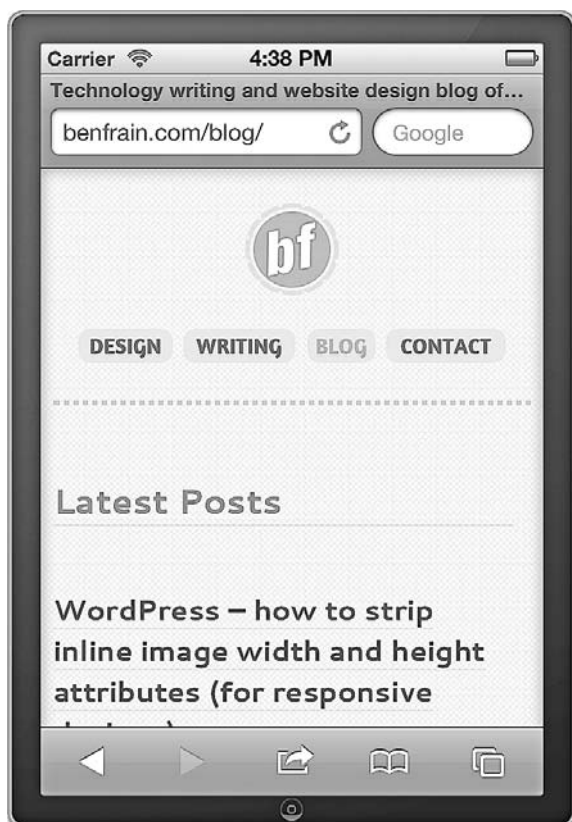 Carrier 4:38 PM
Technology writing and website design blog of...
benfrain.com/blog/ Google
bf
DESIGN WRITING BLOG CONTACT
Latest Posts
WordPress – how to strip
inline image width and height
attributes (for responsive